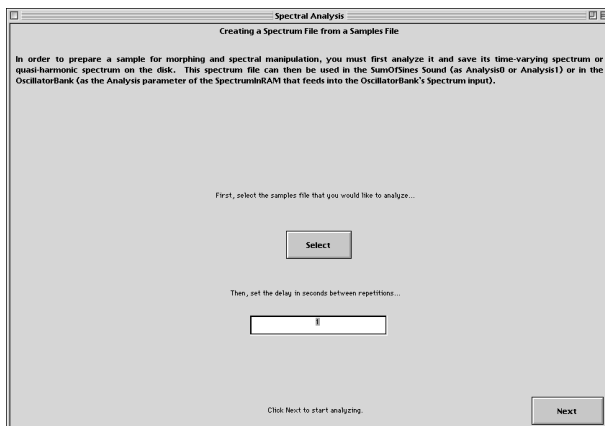 Spectral Analysis
Creating a Spectrum File from a Samples File
In order to prepare a sample for morphing and spectral manipulation, you must first analyze it and save its time-varying spectrum or
quasi-harmonic spectrum on the disk. This spectrum file can then be used in the SumOfSines Sound (as Analysis0 or Analysis1) or in the
OscillatorBank (as the Analysis parameter of the SpectrumInRAM that feeds into the OscillatorBank's Spectrum input).
First, select the samples file that you would like to analyze...
Select
Then, set the delay in seconds between repetitions...
1
Click Next to start analyzing.
Next